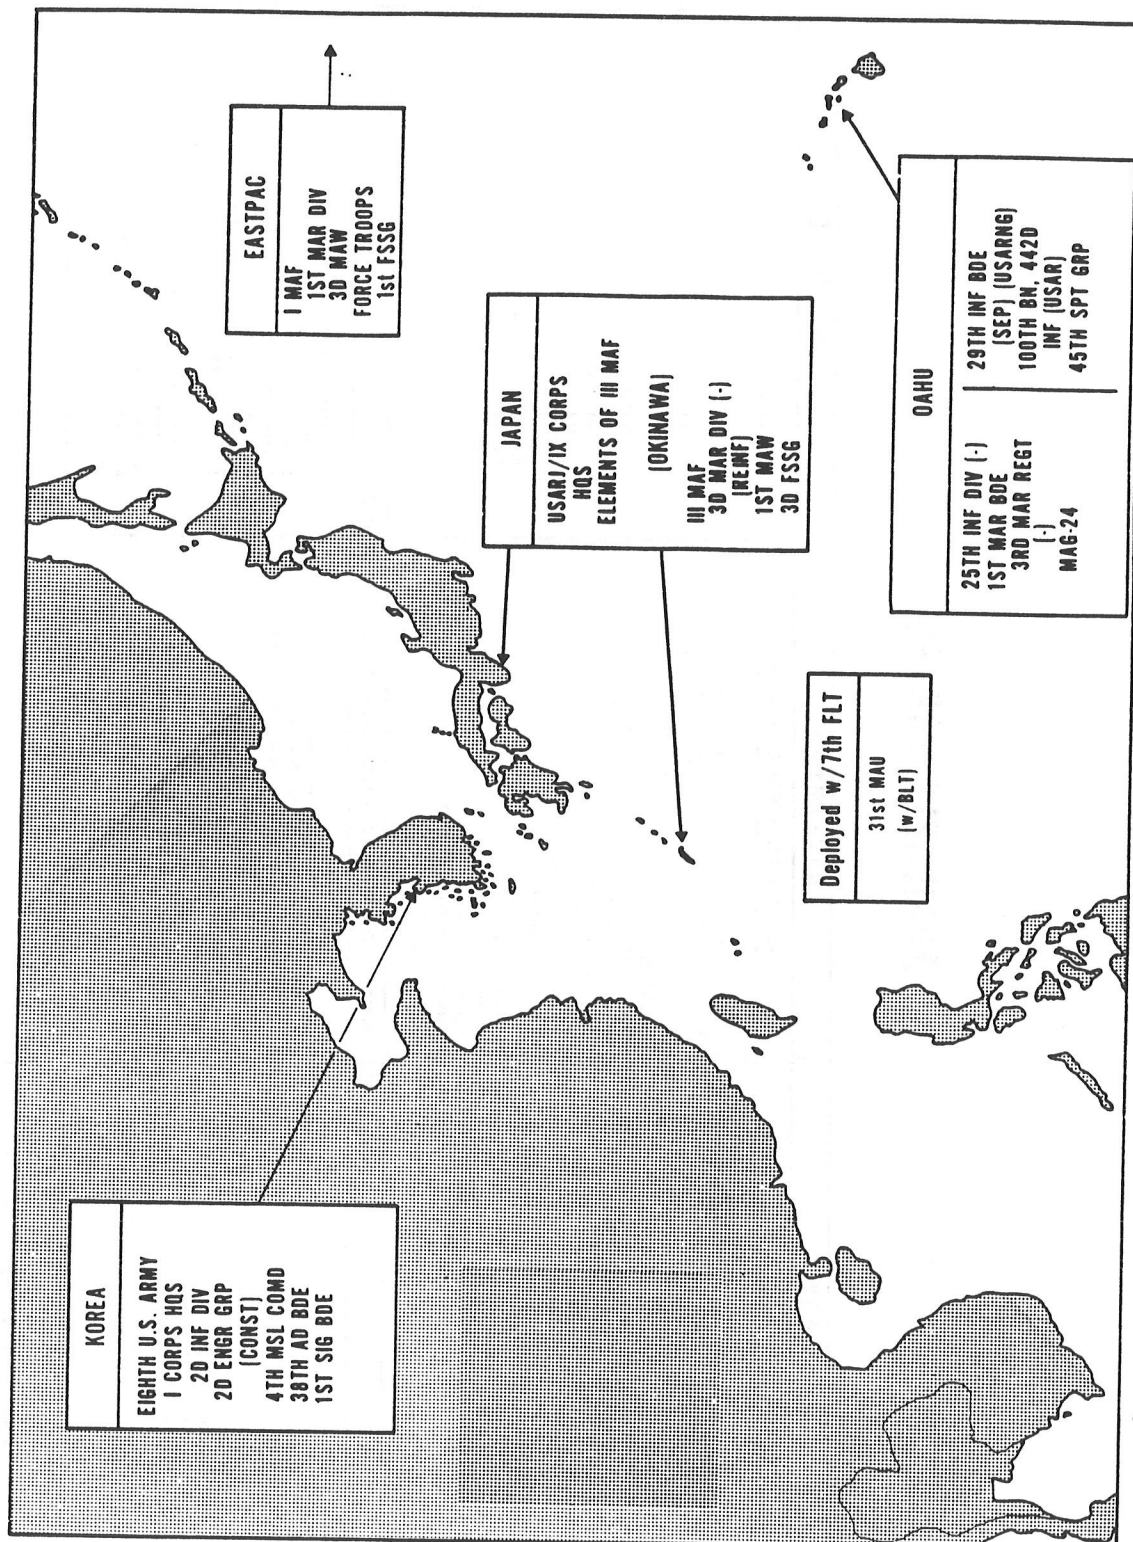 KOREA
EIGHTH U.S. ARMY
I CORPS HQS
2D INF DIV
2D ENGR GRP
(CONST)
4TH MSL COMD
38TH AD BDE
1ST SIG BDE
EASTPAC
I MAF
1ST MAR DIV
3D MAW
FORCE TROOPS
1st FSSG
JAPAN
USARJ/IX CORPS
HQS
ELEMENTS OF III MAF
(OKINAWA)
III MAF
3D MAR DIV (-)
(REINF)
1ST MAW
3D FSSG
Deployed w/7th FLT
31st MAU
(w/BLT)
OAHU
25TH INF DIV (-)
1ST MAR BDE
3RD MAR REGT
(-)
MAG-24
29TH INF BDE
(SEP) (USARNG)
100TH BN, 442D
INF (USAR)
45TH SPT GRP